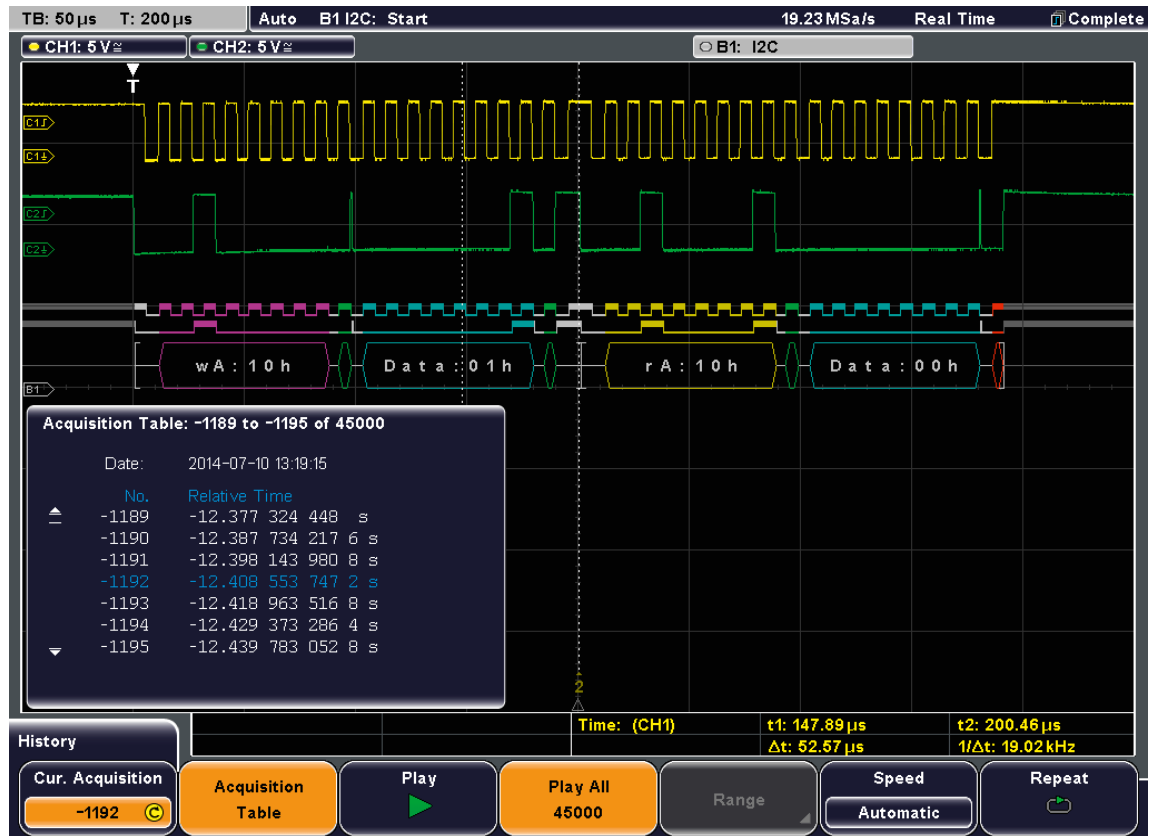 TB: 50 µs T: 200 µs Auto B1 I2C: Start 19.23 MSa/s Real Time Complete
CH1: 5 V≅ CH2: 5 V≅ B1: I2C
T
C1
C1
C2
C2
wA:10h Data:01h rA:10h Data:00h
B1
Acquisition Table: -1189 to -1195 of 45000
Date: 2014-07-10 13:19:15
No. Relative Time
-1189 -12.377 324 448 s
-1190 -12.387 734 217 6 s
-1191 -12.398 143 980 8 s
-1192 -12.408 553 747 2 s
-1193 -12.418 963 516 8 s
-1194 -12.429 373 286 4 s
-1195 -12.439 783 052 8 s
2
Time: (CH1) t1: 147.89 µs t2: 200.46 µs
Δt: 52.57 µs 1/Δt: 19.02 kHz
History
Cur. Acquisition
-1192
Acquisition
Table
Play
Play All
45000
Range
Speed
Automatic
Repeat